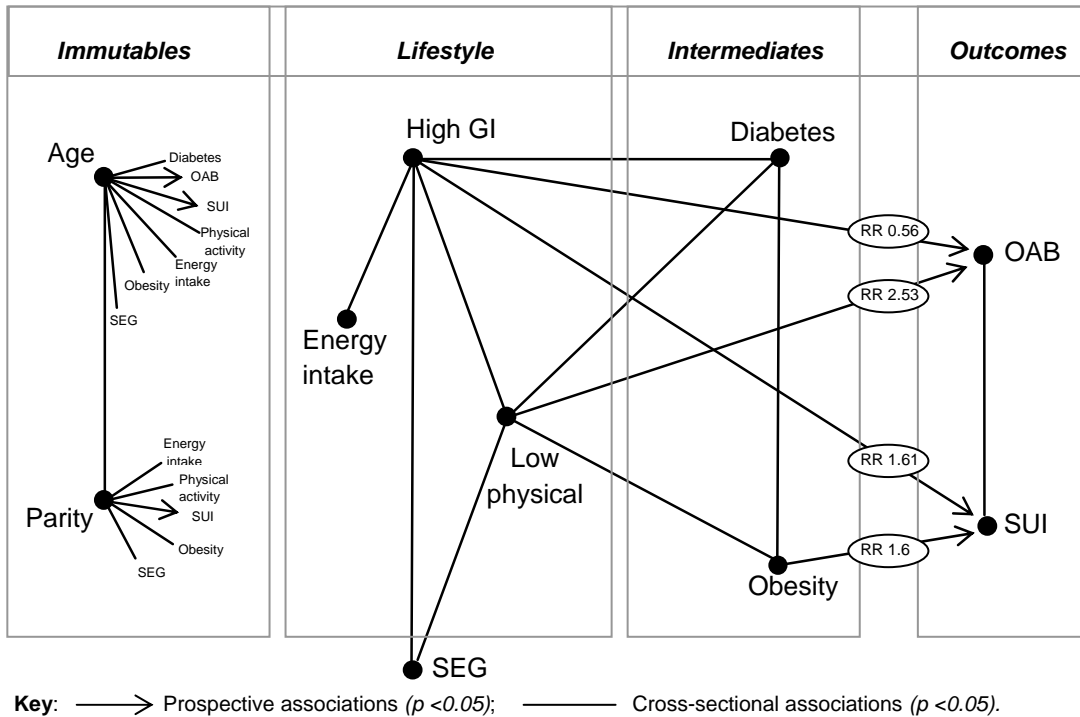 Immutables
Lifestyle
Intermediates
Outcomes
Age
Diabetes
OAB
SUI
Physical
activity
Energy
intake
Obesity
SEG
Parity
Energy
intake
Physical
activity
SUI
Obesity
SEG
High GI
Energy
intake
Low
physical
SEG
Diabetes
Obesity
RR 0.56
RR 2.53
RR 1.61
RR 1.6
OAB
SUI
Key: Prospective associations (p <0.05); Cross-sectional associations (p <0.05).